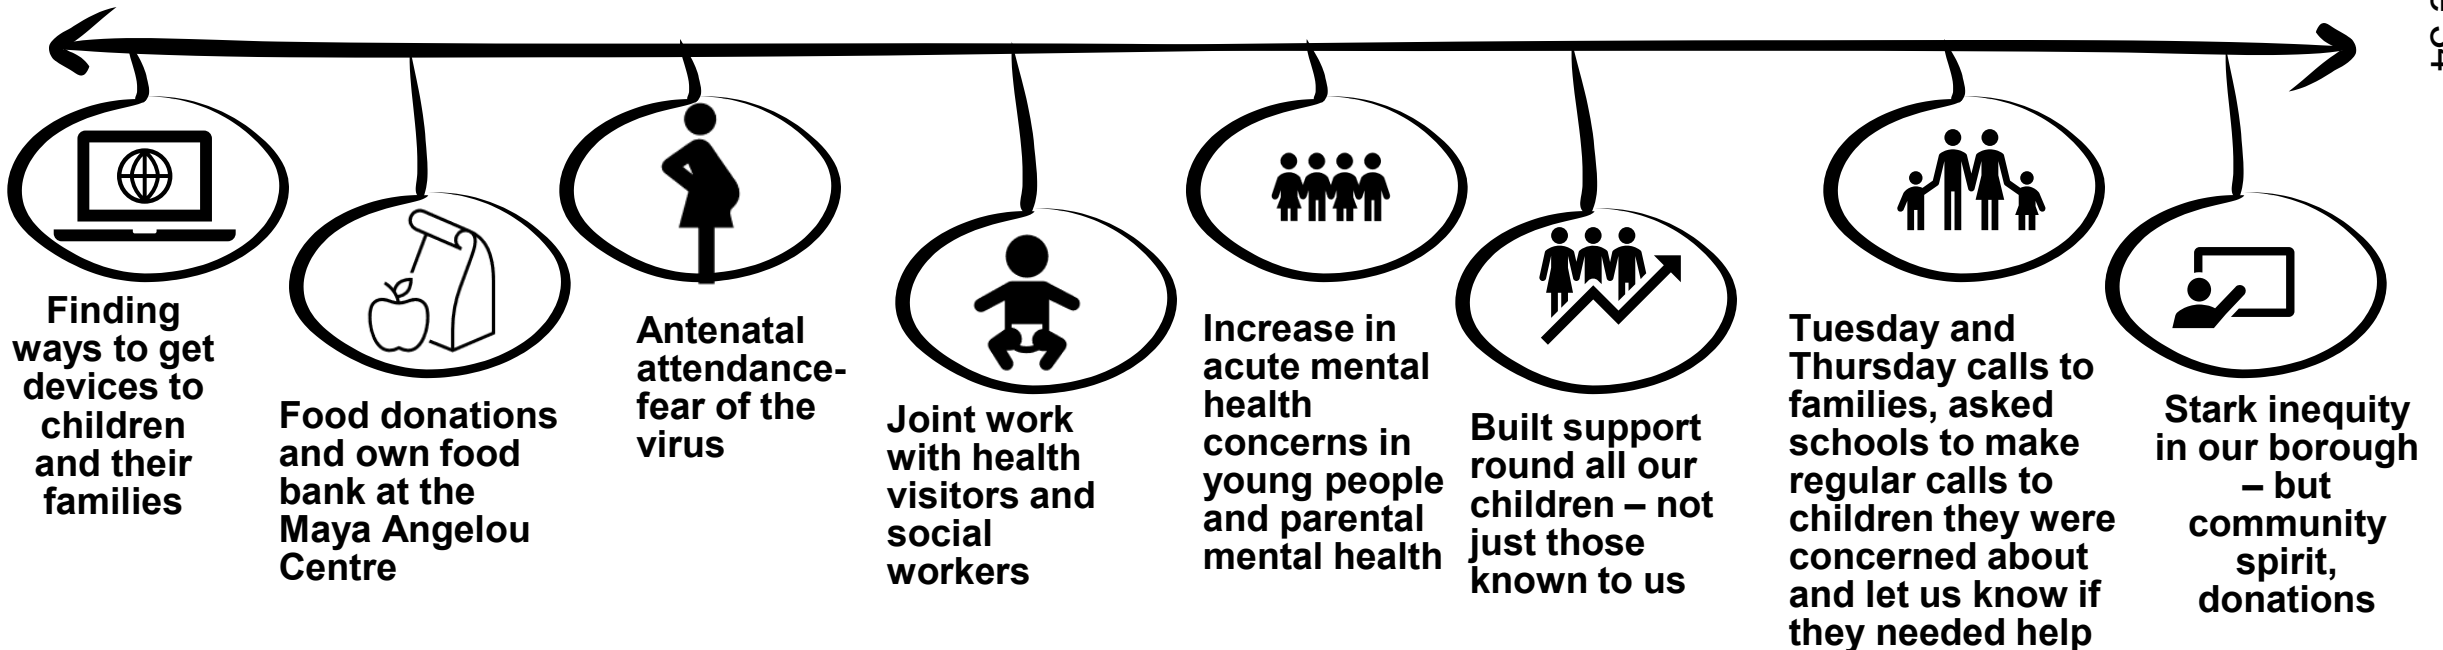 Finding
ways to get
devices to
children
and their
families
Food donations
and own food
bank at the
Maya Angelou
Centre
Antenatal
attendance-
fear of the
virus
Joint work
with health
visitors and
social
workers
Increase in
acute mental
health
concerns in
young people
and parental
mental health
Built support
round all our
children – not
just those
known to us
Tuesday and
Thursday calls to
families, asked
schools to make
regular calls to
children they were
concerned about
and let us know if
they needed help
Stark inequity
in our borough
– but
community
spirit,
donations